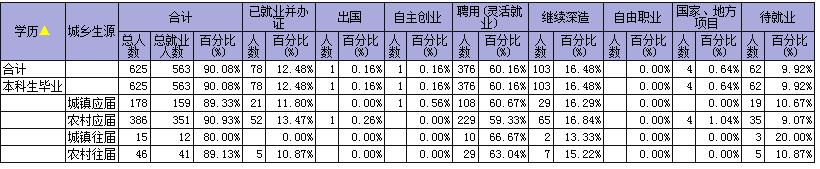 学历▲ 城乡生源 合计 已就业并办证 出国 自主创业 聘用(灵活就业) 继续深造 自由职业 国家、地方项目 待就业
总人数 总就业人数 百分比(%) 人数 百分比(%) 人数 百分比(%) 人数 百分比(%) 人数 百分比(%) 人数 百分比(%) 人数 百分比(%) 人数 百分比(%) 人数 百分比(%)
合计 625 563 90.08% 78 12.48% 1 0.16% 1 0.16% 376 60.16% 103 16.48% 0.00% 4 0.64% 62 9.92%
本科生毕业 625 563 90.08% 78 12.48% 1 0.16% 1 0.16% 376 60.16% 103 16.48% 0.00% 4 0.64% 62 9.92%
城镇应届 178 159 89.33% 21 11.80% 0.00% 1 0.56% 108 60.67% 29 16.29% 0.00% 0.00% 19 10.67%
农村应届 386 351 90.93% 52 13.47% 1 0.26% 0.00% 229 59.33% 65 16.84% 0.00% 4 1.04% 35 9.07%
城镇往届 15 12 80.00% 0.00% 0.00% 0.00% 10 66.67% 2 13.33% 0.00% 0.00% 3 20.00%
农村往届 46 41 89.13% 5 10.87% 0.00% 0.00% 29 63.04% 7 15.22% 0.00% 0.00% 5 10.87%